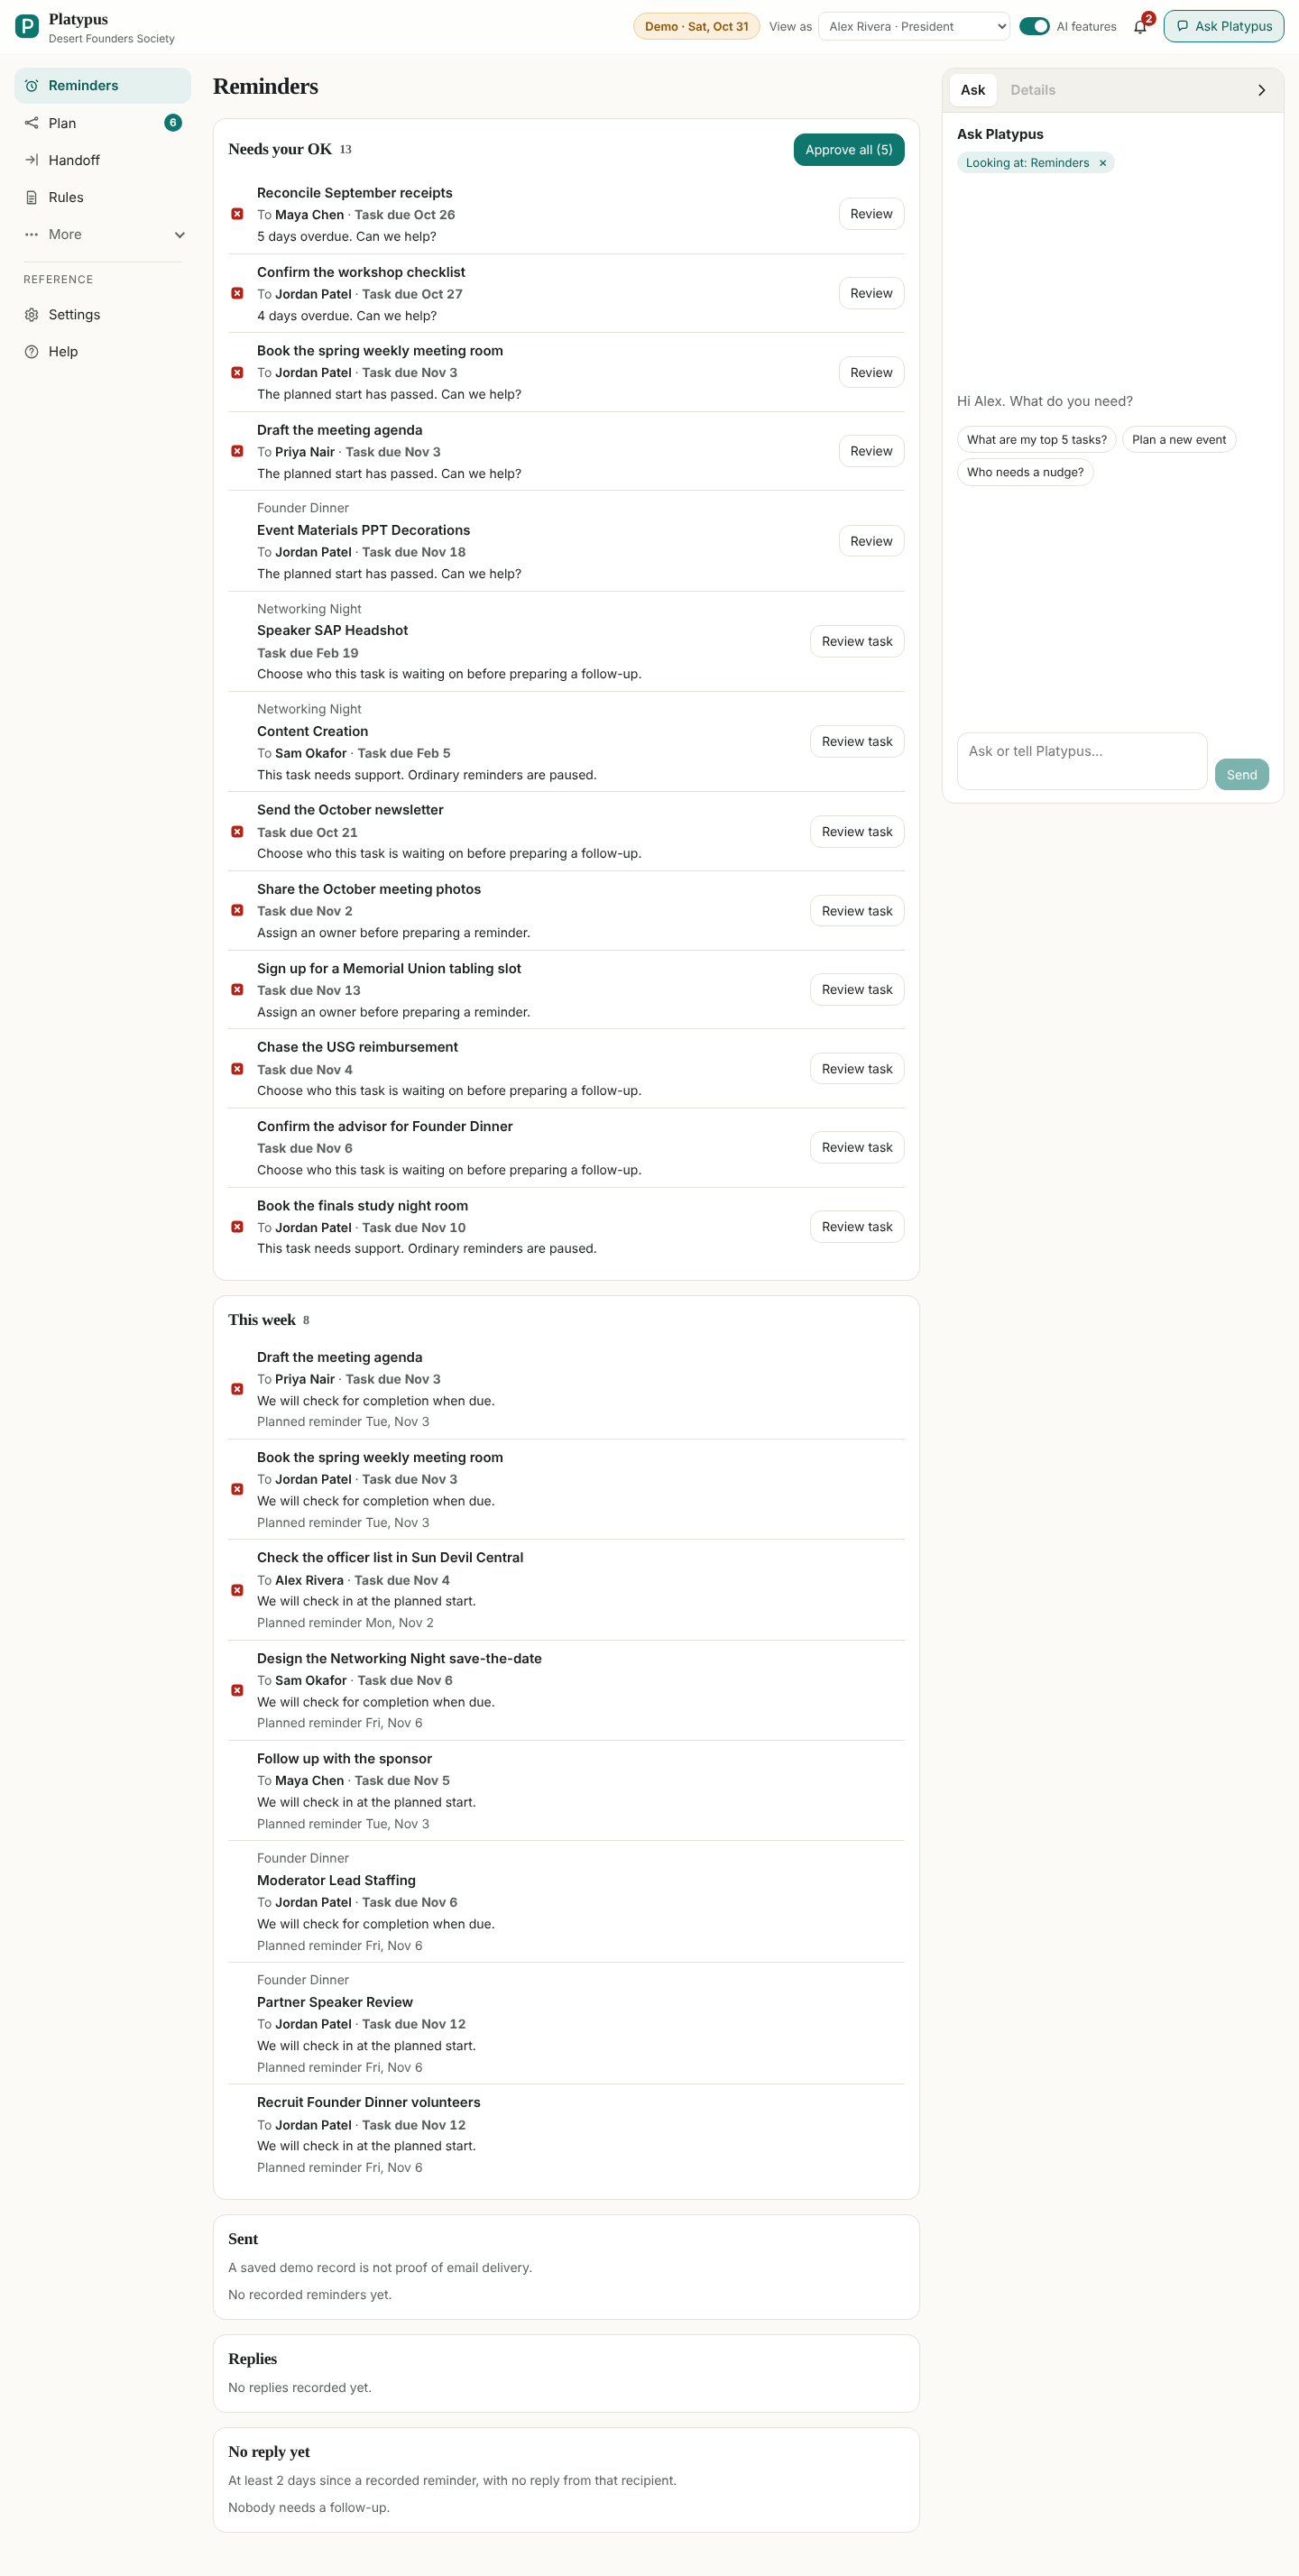 Platypus
Desert Founders Society
Demo · Sat, Oct 31
View as
Alex Rivera · President
AI features
2
Ask Platypus
Reminders
Plan
6
Handoff
Rules
More
REFERENCE
Settings
Help
Reminders
Needs your OK 13
Approve all (5)
Reconcile September receipts
To Maya Chen · Task due Oct 26
5 days overdue. Can we help?
Review
Confirm the workshop checklist
To Jordan Patel · Task due Oct 27
4 days overdue. Can we help?
Review
Book the spring weekly meeting room
To Jordan Patel · Task due Nov 3
The planned start has passed. Can we help?
Review
Draft the meeting agenda
To Priya Nair · Task due Nov 3
The planned start has passed. Can we help?
Review
Founder Dinner
Event Materials PPT Decorations
To Jordan Patel · Task due Nov 18
The planned start has passed. Can we help?
Review
Networking Night
Speaker SAP Headshot
Task due Feb 19
Choose who this task is waiting on before preparing a follow-up.
Review task
Networking Night
Content Creation
To Sam Okafor · Task due Feb 5
This task needs support. Ordinary reminders are paused.
Review task
Send the October newsletter
Task due Oct 21
Choose who this task is waiting on before preparing a follow-up.
Review task
Share the October meeting photos
Task due Nov 2
Assign an owner before preparing a reminder.
Review task
Sign up for a Memorial Union tabling slot
Task due Nov 13
Assign an owner before preparing a reminder.
Review task
Chase the USG reimbursement
Task due Nov 4
Choose who this task is waiting on before preparing a follow-up.
Review task
Confirm the advisor for Founder Dinner
Task due Nov 6
Choose who this task is waiting on before preparing a follow-up.
Review task
Book the finals study night room
To Jordan Patel · Task due Nov 10
This task needs support. Ordinary reminders are paused.
Review task
This week 8
Draft the meeting agenda
To Priya Nair · Task due Nov 3
We will check for completion when due.
Planned reminder Tue, Nov 3
Book the spring weekly meeting room
To Jordan Patel · Task due Nov 3
We will check for completion when due.
Planned reminder Tue, Nov 3
Check the officer list in Sun Devil Central
To Alex Rivera · Task due Nov 4
We will check in at the planned start.
Planned reminder Mon, Nov 2
Design the Networking Night save-the-date
To Sam Okafor · Task due Nov 6
We will check for completion when due.
Planned reminder Fri, Nov 6
Follow up with the sponsor
To Maya Chen · Task due Nov 5
We will check in at the planned start.
Planned reminder Tue, Nov 3
Founder Dinner
Moderator Lead Staffing
To Jordan Patel · Task due Nov 6
We will check for completion when due.
Planned reminder Fri, Nov 6
Founder Dinner
Partner Speaker Review
To Jordan Patel · Task due Nov 12
We will check in at the planned start.
Planned reminder Fri, Nov 6
Recruit Founder Dinner volunteers
To Jordan Patel · Task due Nov 12
We will check in at the planned start.
Planned reminder Fri, Nov 6
Sent
A saved demo record is not proof of email delivery.
No recorded reminders yet.
Replies
No replies recorded yet.
No reply yet
At least 2 days since a recorded reminder, with no reply from that recipient.
Nobody needs a follow-up.
Ask
Details
Ask Platypus
Looking at: Reminders ×
Hi Alex. What do you need?
What are my top 5 tasks?
Plan a new event
Who needs a nudge?
Ask or tell Platypus...
Send